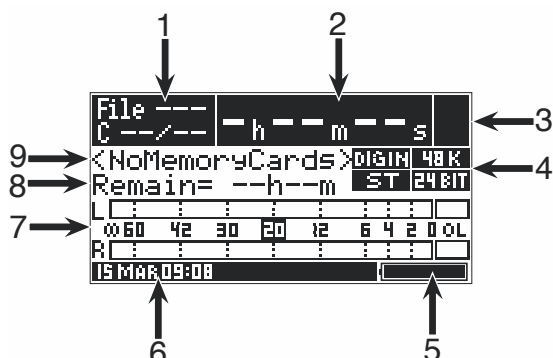 1 2
File ---
C --/-- --h--m--s 3
9 <NoMemoryCards> DIGIN 48K 4
8 Remain= --h--m ST 24BIT
L
7 ∞ 60 42 30 20 12 6 4 2 0 OL
R
15 MAR 09:08
6 5